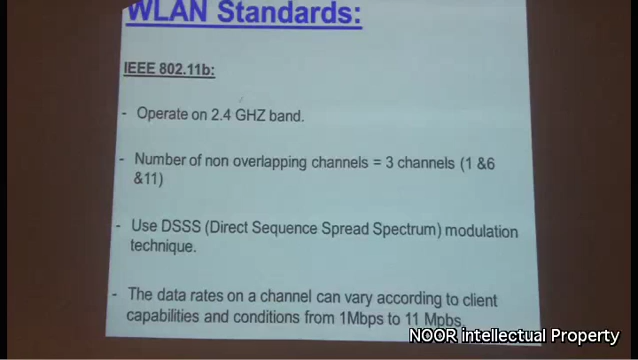 WLAN Standards:
IEEE 802.11b:
- Operate on 2.4 GHZ band.
- Number of non overlapping channels = 3 channels (1 &6
&11)
- Use DSSS (Direct Sequence Spread Spectrum) modulation
technique.
- The data rates on a channel can vary according to client
capabilities and conditions from 1Mbps to 11 Mpbs.
NOOR intellectual Property